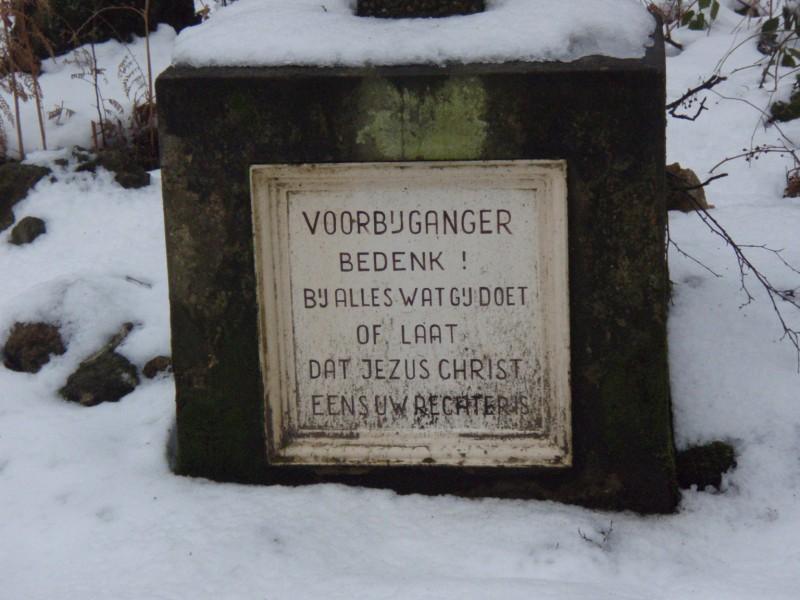 VOORBIJGANGER
BEDENK !
BIJ ALLES WAT GIJ DOET
OF LAAT
DAT JEZUS CHRIST
EENS UW RECHTER IS